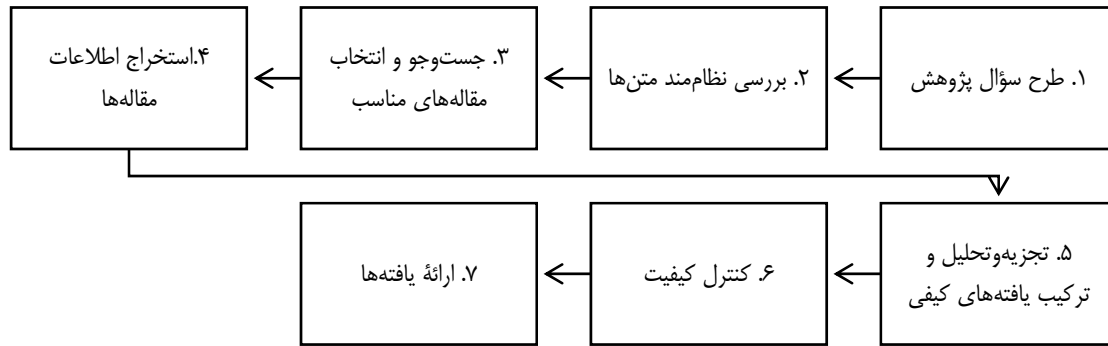 ۱. طرح سؤال پژوهش
۲. بررسی نظام‌مند متن‌ها
۳. جست‌وجو و انتخاب
مقاله‌های مناسب
۴.استخراج اطلاعات
مقاله‌ها
۵. تجزیه‌وتحلیل و
ترکیب یافته‌های کیفی
۶. کنترل کیفیت
۷. ارائۀ یافته‌ها